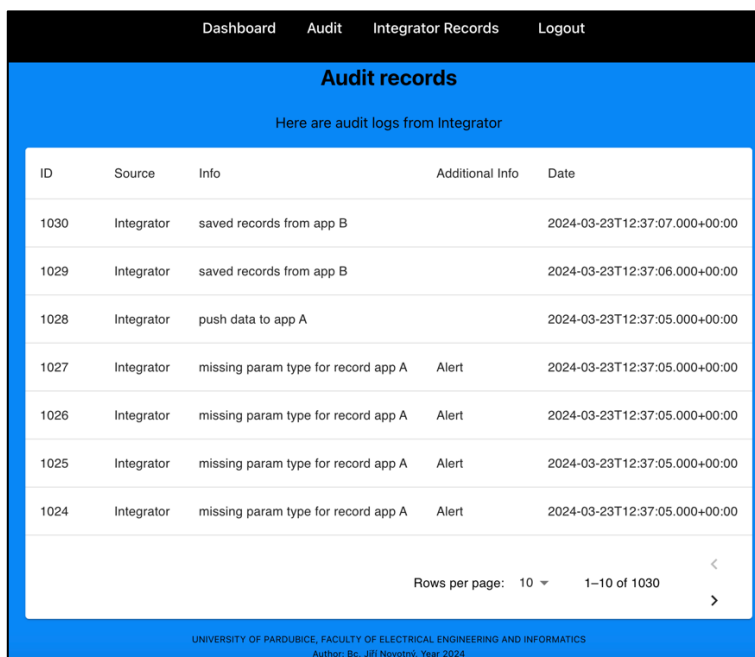 Dashboard Audit Integrator Records Logout
Audit records
Here are audit logs from Integrator
ID Source Info Additional Info Date
1030 Integrator saved records from app B 2024-03-23T12:37:07.000+00:00
1029 Integrator saved records from app B 2024-03-23T12:37:06.000+00:00
1028 Integrator push data to app A 2024-03-23T12:37:05.000+00:00
1027 Integrator missing param type for record app A Alert 2024-03-23T12:37:05.000+00:00
1026 Integrator missing param type for record app A Alert 2024-03-23T12:37:05.000+00:00
1025 Integrator missing param type for record app A Alert 2024-03-23T12:37:05.000+00:00
1024 Integrator missing param type for record app A Alert 2024-03-23T12:37:05.000+00:00
Rows per page: 10 1–10 of 1030
UNIVERSITY OF PARDUBICE, FACULTY OF ELECTRICAL ENGINEERING AND INFORMATICS
Author: Bc. Jiří Novotný, Year 2024